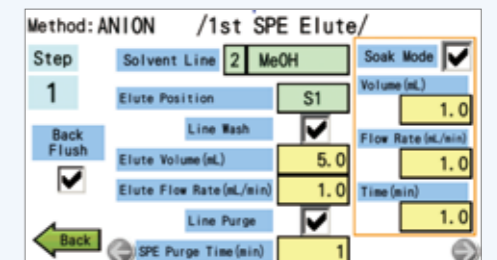 Method: ANION /1st SPE Elute/
Step Solvent Line 2 MeOH Soak Mode
1 Elute Position S1 Volume(mL) 1.0
Back Flush Line Wash Flow Rate(mL/min) 1.0
Elute Volume(mL) 5.0
Elute Flow Rate(mL/min) 1.0 Time(min) 1.0
Line Purge
Back SPE Purge Time(min) 1